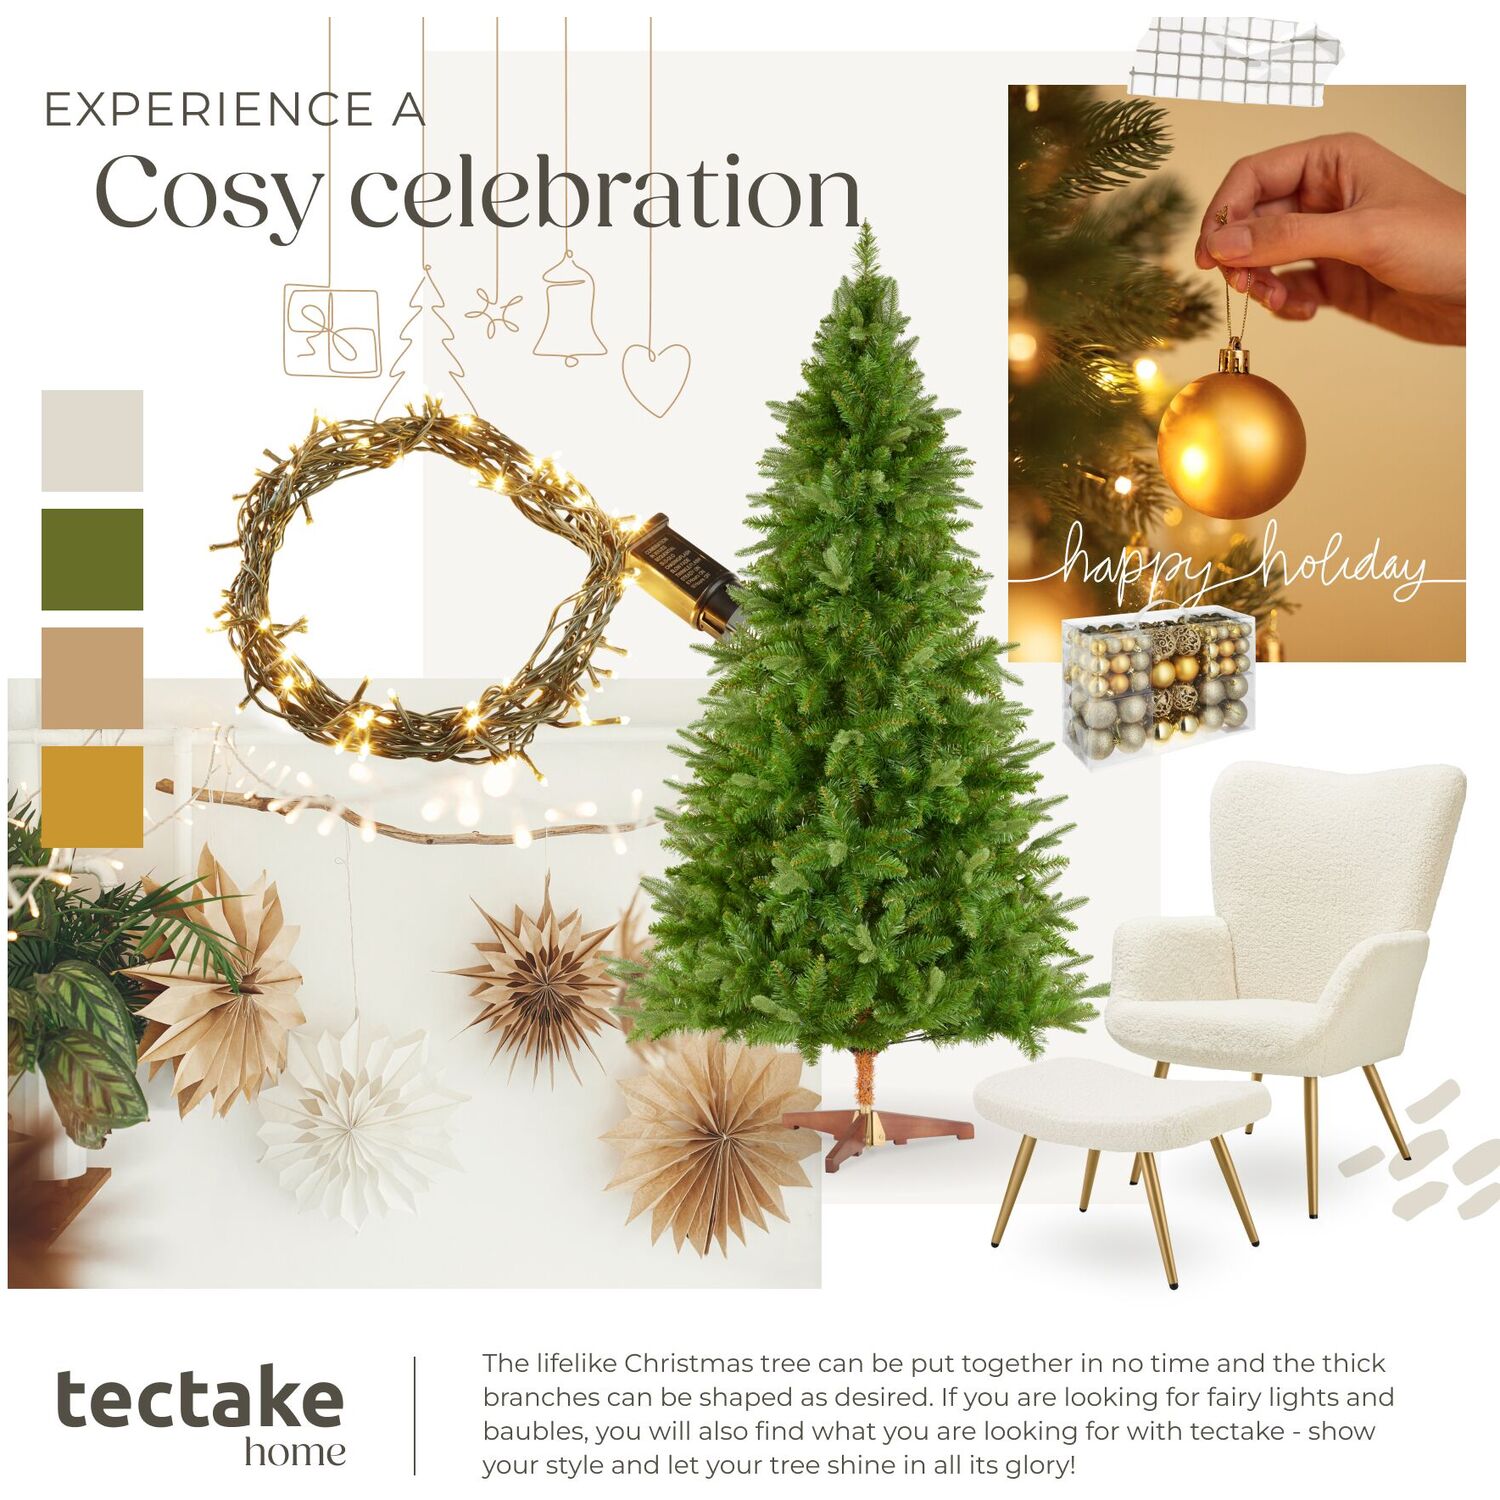 EXPERIENCE A
Cosy celebration
happy holiday
tectake
home
The lifelike Christmas tree can be put together in no time and the thick
branches can be shaped as desired. If you are looking for fairy lights and
baubles, you will also find what you are looking for with tectake - show
your style and let your tree shine in all its glory!